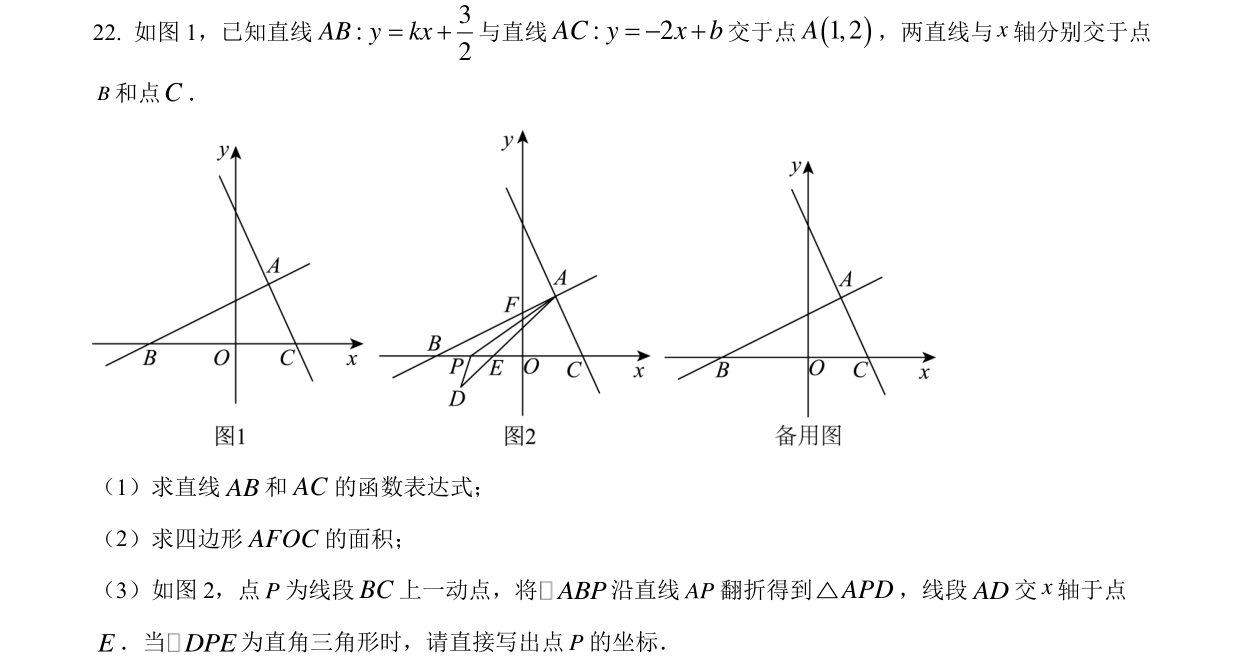 22. 如图 1，已知直线 AB : y = kx + 3/2 与直线 AC : y = −2x + b 交于点 A(1, 2)，两直线与 x 轴分别交于点
B 和点 C．
y A B O C x 图1
y A F B P E O C x D 图2
y A B O C x 备用图
（1）求直线 AB 和 AC 的函数表达式；
（2）求四边形 AFOC 的面积；
（3）如图 2，点 P 为线段 BC 上一动点，将□ ABP 沿直线 AP 翻折得到 △APD，线段 AD 交 x 轴于点
E．当□ DPE 为直角三角形时，请直接写出点 P 的坐标．